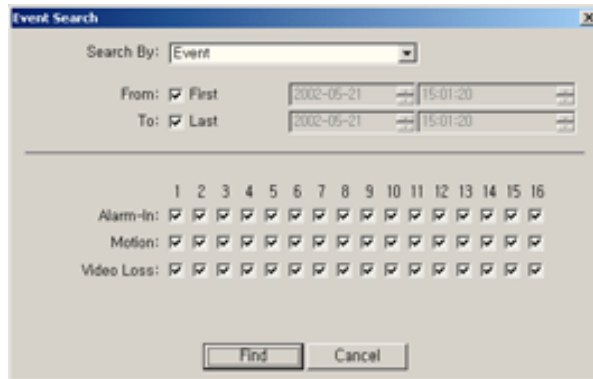 Event Search
Search By: Event
From: First 2002-05-21 15:01:20
To: Last 2002-05-21 15:01:20
1 2 3 4 5 6 7 8 9 10 11 12 13 14 15 16
Alarm-In:
Motion:
Video Loss:
Find Cancel